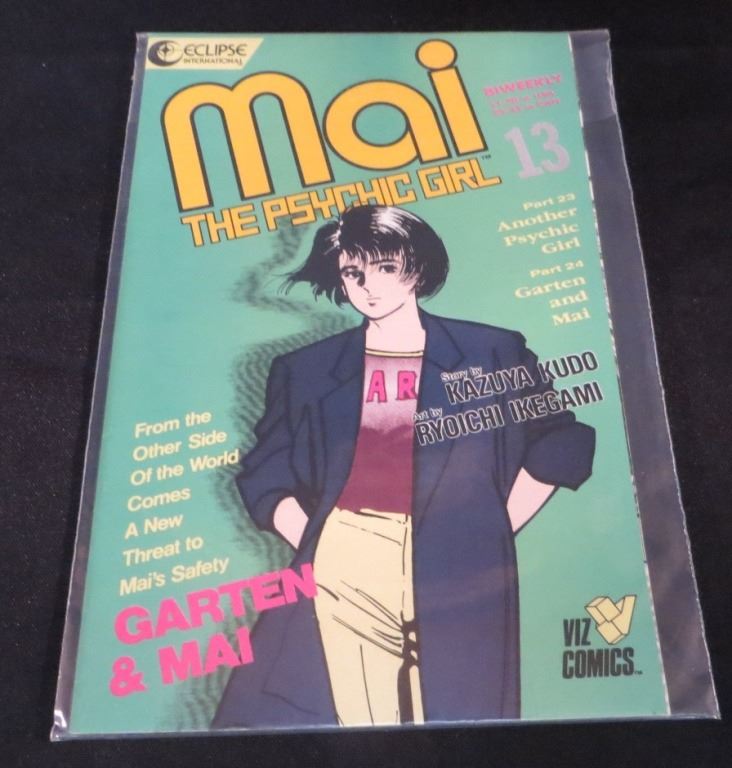 ECLIPSE
INTERNATIONAL
mai
THE PSYCHIC GIRL™
BIWEEKLY
13
Part 23
Another
Psychic
Girl
Part 24
Garten
and
Mai
Story by
KAZUYA KUDO
Art by
RYOICHI IKEGAMI
AR
From the
Other Side
Of the World
Comes
A New
Threat to
Mai's Safety
GARTEN
& MAI
VIZ
COMICS™